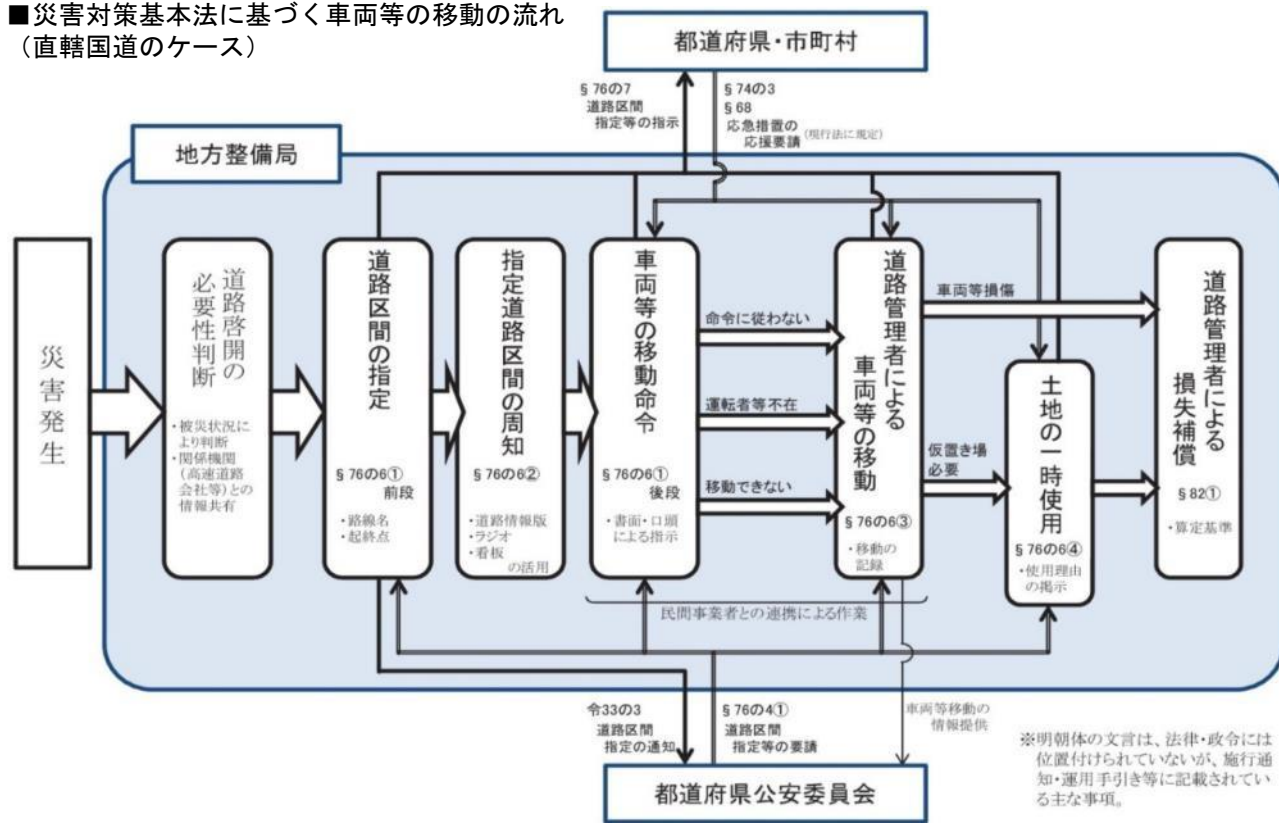 ■災害対策基本法に基づく車両等の移動の流れ
（直轄国道のケース）
都道府県・市町村
§76の7
道路区間
指定等の指示
§74の3
§68
応急措置の
応援要請
（現行法に規定）
地方整備局
災害発生
道路啓開の
必要性判断
・被災状況に
より判断
・関係機関
（高速道路
会社等）との
情報共有
道路区間の指定
§76の6①
前段
・路線名
・起終点
指定道路区間の周知
§76の6②
・道路情報版
・ラジオ
・看板
の活用
車両等の移動命令
§76の6①
後段
・書面・口頭
による指示
命令に従わない
運転者等不在
移動できない
道路管理者による
車両等の移動
§76の6③
・移動の
記録
車両等損傷
仮置き場
必要
土地の一時使用
§76の6④
・使用理由
の掲示
道路管理者による
損失補償
§82①
・算定基準
民間事業者との連携による作業
令33の3
道路区間
指定の通知
§76の4①
道路区間
指定等の要請
車両等移動の
情報提供
都道府県公安委員会
※明朝体の文言は、法律・政令には
位置付けられていないが、施行通
知・運用手引き等に記載されてい
る主な事項。